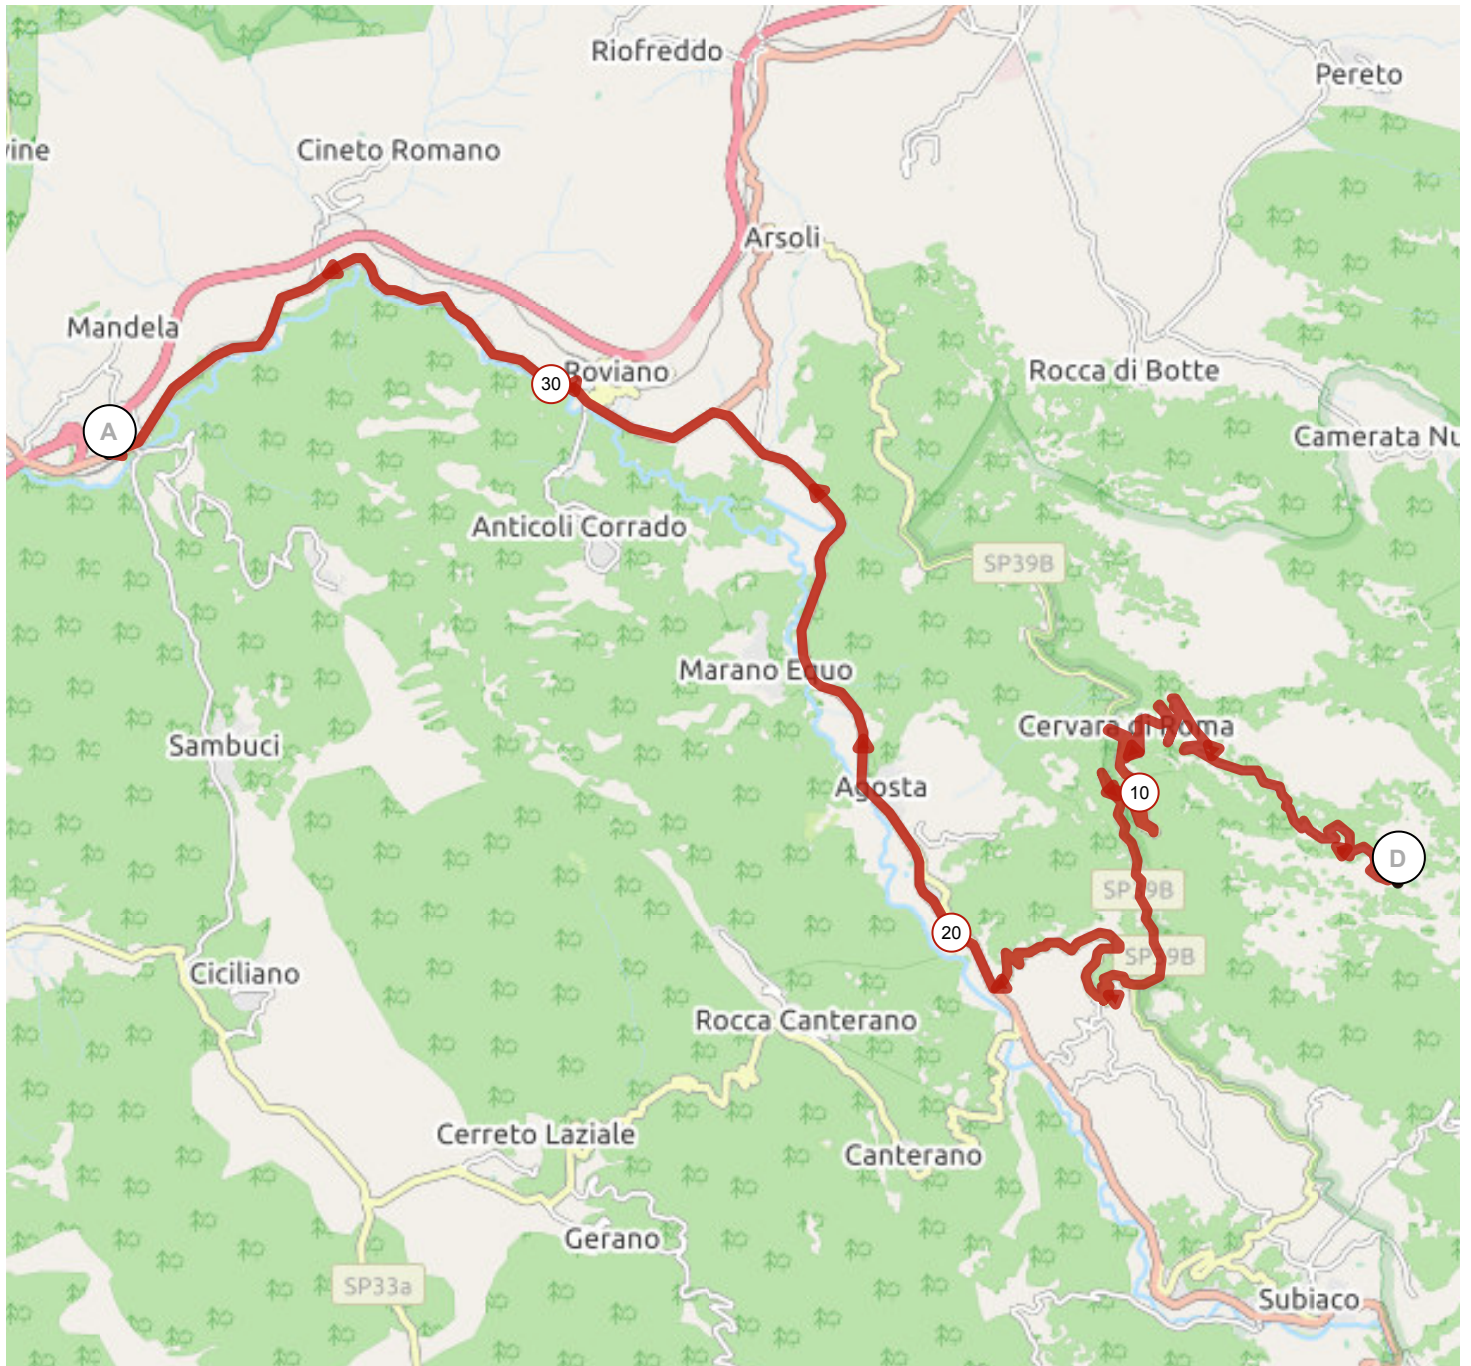 Riofreddo
Pereto
vine
Cineto Romano
Arsoli
Mandela
Roviano
30
Rocca di Botte
A
Camerata Nu
Anticoli Corrado
SP39B
Marano Equo
Cervara di Roma
Sambuci
Agosta
10
D
SP39B
20
SP39B
Ciciliano
Rocca Canterano
Cerreto Laziale
Canterano
Gerano
SP33a
Subiaco